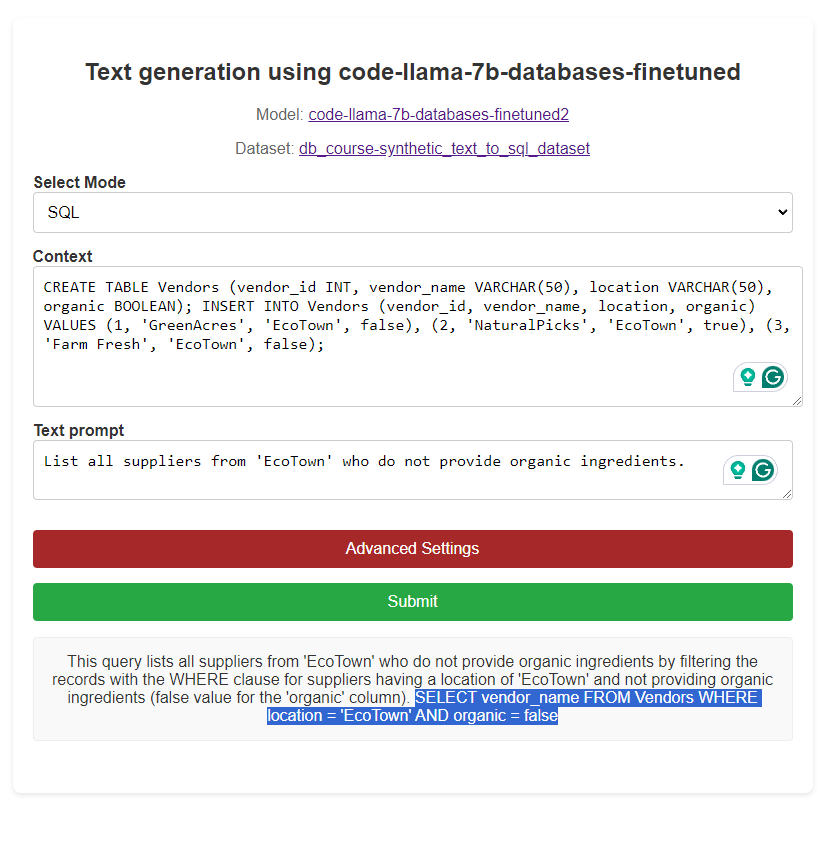 Text generation using code-llama-7b-databases-finetuned
Model: code-llama-7b-databases-finetuned2
Dataset: db_course-synthetic_text_to_sql_dataset
Select Mode
SQL
Context
CREATE TABLE Vendors (vendor_id INT, vendor_name VARCHAR(50), location VARCHAR(50),
organic BOOLEAN); INSERT INTO Vendors (vendor_id, vendor_name, location, organic)
VALUES (1, 'GreenAcres', 'EcoTown', false), (2, 'NaturalPicks', 'EcoTown', true), (3,
'Farm Fresh', 'EcoTown', false);
Text prompt
List all suppliers from 'EcoTown' who do not provide organic ingredients.
Advanced Settings
Submit
This query lists all suppliers from 'EcoTown' who do not provide organic ingredients by filtering the
records with the WHERE clause for suppliers having a location of 'EcoTown' and not providing organic
ingredients (false value for the 'organic' column). SELECT vendor_name FROM Vendors WHERE
location = 'EcoTown' AND organic = false